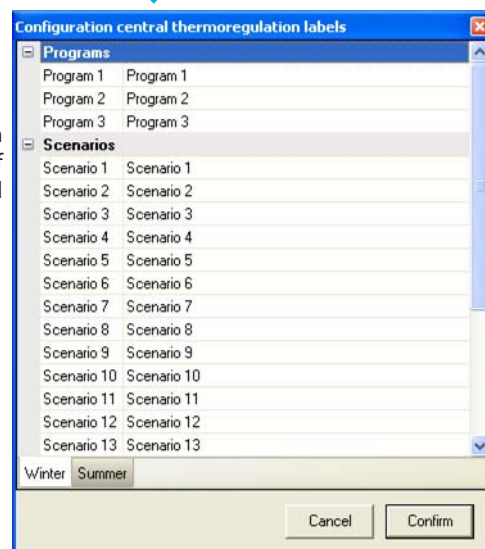 Configuration central thermoregulation labels
Programs
Program 1 Program 1
Program 2 Program 2
Program 3 Program 3
Scenarios
Scenario 1 Scenario 1
Scenario 2 Scenario 2
Scenario 3 Scenario 3
Scenario 4 Scenario 4
Scenario 5 Scenario 5
Scenario 6 Scenario 6
Scenario 7 Scenario 7
Scenario 8 Scenario 8
Scenario 9 Scenario 9
Scenario 10 Scenario 10
Scenario 11 Scenario 11
Scenario 12 Scenario 12
Scenario 13 Scenario 13
Winter Summer
Cancel Confirm